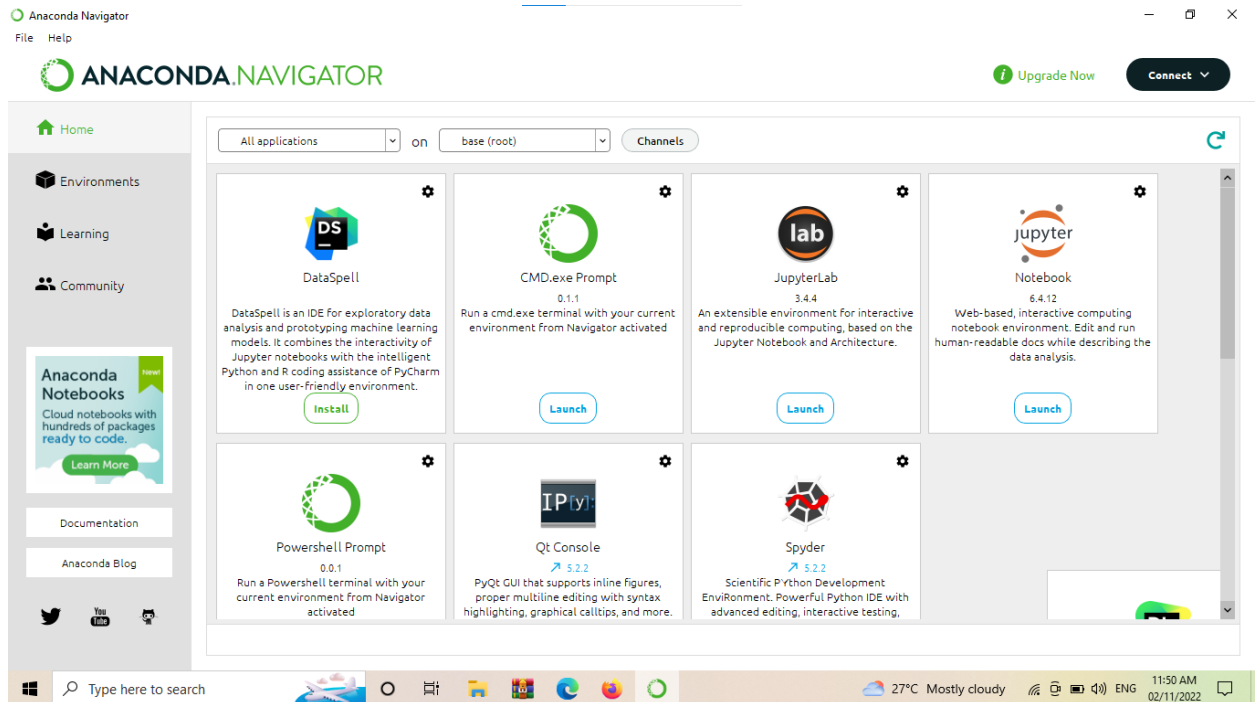 Anaconda Navigator
File Help
ANACONDA.NAVIGATOR
i Upgrade Now
Connect
Home
Environments
Learning
Community
All applications on base (root) Channels
DS
DataSpell
DataSpell is an IDE for exploratory data
analysis and prototyping machine learning
models. It combines the interactivity of
Jupyter notebooks with the intelligent
Python and R coding assistance of PyCharm
in one user-friendly environment.
Install
CMD.exe Prompt
0.1.1
Run a cmd.exe terminal with your current
environment from Navigator activated
Launch
lab
JupyterLab
3.4.4
An extensible environment for interactive
and reproducible computing, based on the
Jupyter Notebook and Architecture.
Launch
jupyter
Notebook
6.4.12
Web-based, interactive computing
notebook environment. Edit and run
human-readable docs while describing the
data analysis.
Launch
Powershell Prompt
0.0.1
Run a Powershell terminal with your
current environment from Navigator
activated
IP[y]:
Qt Console
5.2.2
PyQt GUI that supports inline figures,
proper multiline editing with syntax
highlighting, graphical calltips, and more.
Spyder
5.2.2
Scientific PYthon Development
EnviRonment. Powerful Python IDE with
advanced editing, interactive testing,
Anaconda
Notebooks
New!
Cloud notebooks with
hundreds of packages
ready to code.
Learn More
Documentation
Anaconda Blog
You
Tube
Type here to search
27°C Mostly cloudy
ENG
11:50 AM
02/11/2022